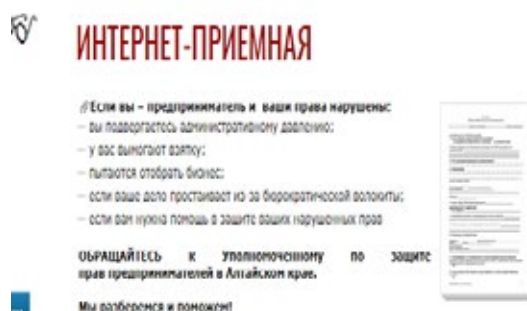 ИНТЕРНЕТ-ПРИЕМНАЯ
Если вы – предприниматель и ваши права нарушены:
– вы подвергаетесь административному давлению;
– у вас вымогают взятку;
– пытаются отобрать бизнес;
– если ваше дело простаивает из за бюрократической волокиты;
– если вам нужна помощь в защите ваших нарушенных прав
ОБРАЩАЙТЕСЬ к Уполномоченному по защите
прав предпринимателей в Алтайском крае.
Мы разберемся и поможем!